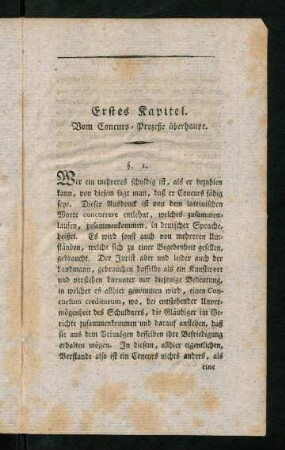 Erstes Kapitel.
Vom Concurs-Prozesse überhaupt.
§. 1.
Wer ein mehreres schuldig ist, als er bezahlen
kann, von diesem sagt man, daß er Concurs fähig
seye. Dieser Ausdruck ist von dem lateinischen
Worte concurrere entlehnt, welches zusammen-
laufen, zusammenkommen, in deutscher Sprache,
heißet. Es wird sonst auch von mehreren Um-
ständen, welche sich zu einer Begebenheit gesellen,
gebraucht. Der Jurist aber und leider auch der
Landmann, gebrauchen dasselbe als ein Kunstwort
und verstehen darunter nur diejenige Bedeutung,
in welcher es allhier genommen wird, einen Con-
cursum creditorum, wo, bei entstehender Unver-
mögenheit des Schuldners, die Gläubiger im Ge-
richte zusammenkommen und darauf anstehen, daß
sie aus dem Vermögen desselben ihre Befriedigung
erhalten mögen. In diesem, allhier eigentlichen,
Verstande also ist ein Concurs nichts anders, als
eine